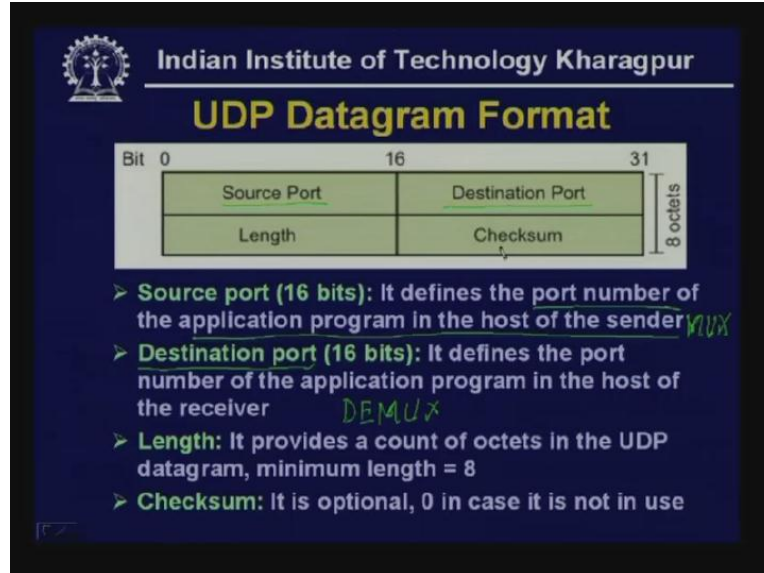 Indian Institute of Technology Kharagpur
UDP Datagram Format
Bit 0 16 31
Source Port Destination Port
Length Checksum
8 octets
➢ Source port (16 bits): It defines the port number of
the application program in the host of the sender MUX
➢ Destination port (16 bits): It defines the port
number of the application program in the host of
the receiver DEMUX
➢ Length: It provides a count of octets in the UDP
datagram, minimum length = 8
➢ Checksum: It is optional, 0 in case it is not in use